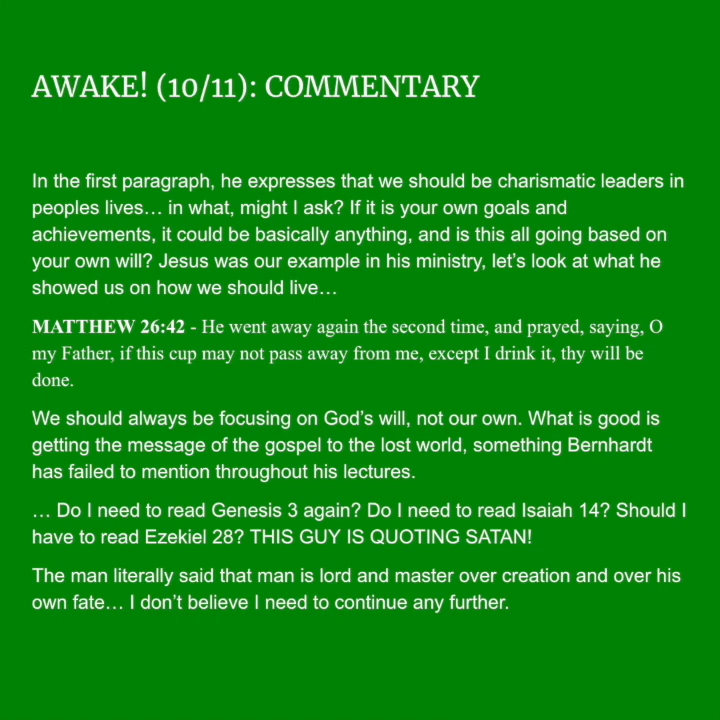 AWAKE! (10/11): COMMENTARY
In the first paragraph, he expresses that we should be charismatic leaders in
peoples lives… in what, might I ask? If it is your own goals and
achievements, it could be basically anything, and is this all going based on
your own will? Jesus was our example in his ministry, let’s look at what he
showed us on how we should live…
MATTHEW 26:42 - He went away again the second time, and prayed, saying, O
my Father, if this cup may not pass away from me, except I drink it, thy will be
done.
We should always be focusing on God’s will, not our own. What is good is
getting the message of the gospel to the lost world, something Bernhardt
has failed to mention throughout his lectures.
… Do I need to read Genesis 3 again? Do I need to read Isaiah 14? Should I
have to read Ezekiel 28? THIS GUY IS QUOTING SATAN!
The man literally said that man is lord and master over creation and over his
own fate… I don’t believe I need to continue any further.